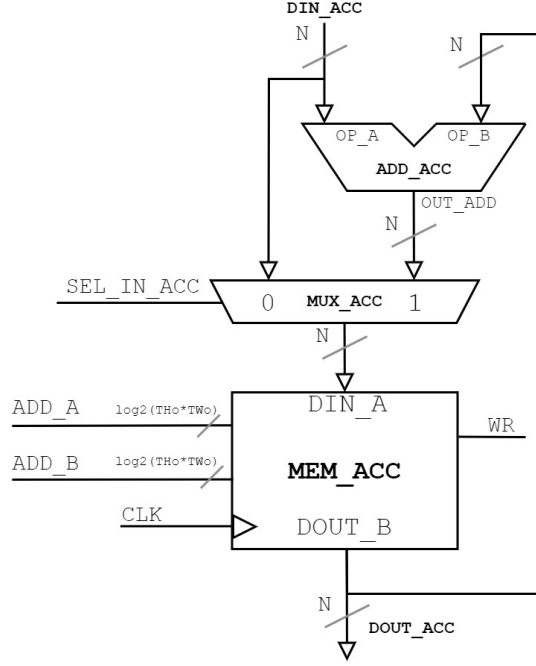 DIN_ACC
N
N
OP_A
OP_B
ADD_ACC
OUT_ADD
N
SEL_IN_ACC
0
MUX_ACC
1
N
ADD_A
log2(THo*TWo)
DIN_A
WR
ADD_B
log2(THo*TWo)
MEM_ACC
CLK
DOUT_B
N
DOUT_ACC